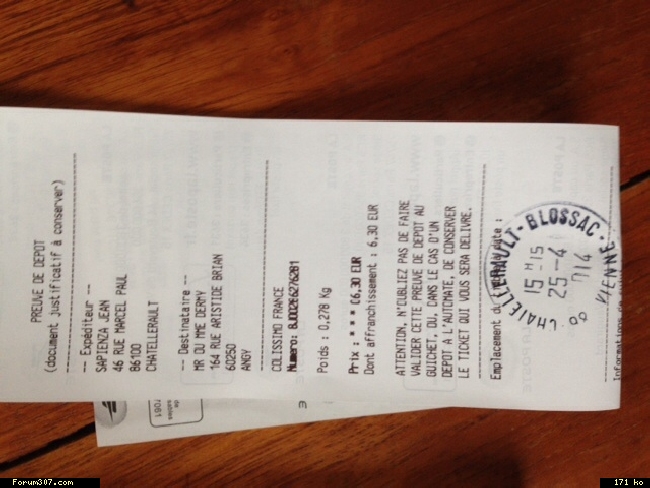 PREUVE DE DEPOT
(document justificatif à conserver)
-- Expéditeur --
SAPIENZA JEAN
46 RUE MARCEL PAUL
86100
CHATELLERAULT
-- Destinataire --
MR OU MME DERMY
164 RUE ARISTIDE BRIAN
60250
ANGY
COLISSIMO FRANCE
Numero: 8J00266276281
Poids : 0,278 Kg
Prix : * * * €6,30 EUR
Dont affranchissement : 6,30 EUR
ATTENTION, N'OUBLIEZ PAS DE FAIRE
VALIDER CETTE PREUVE DE DEPOT AU
GUICHET, OU, DANS LE CAS D'UN
DEPOT A L'AUTOMATE, DE CONSERVER
LE TICKET QUI VOUS SERA DELIVRE.
Emplacement du
CHATELLERAULT - BLOSSAC
15 H 15
25-4
014
VIENNE
Informations
7061
€
Forum307.com
171 ko